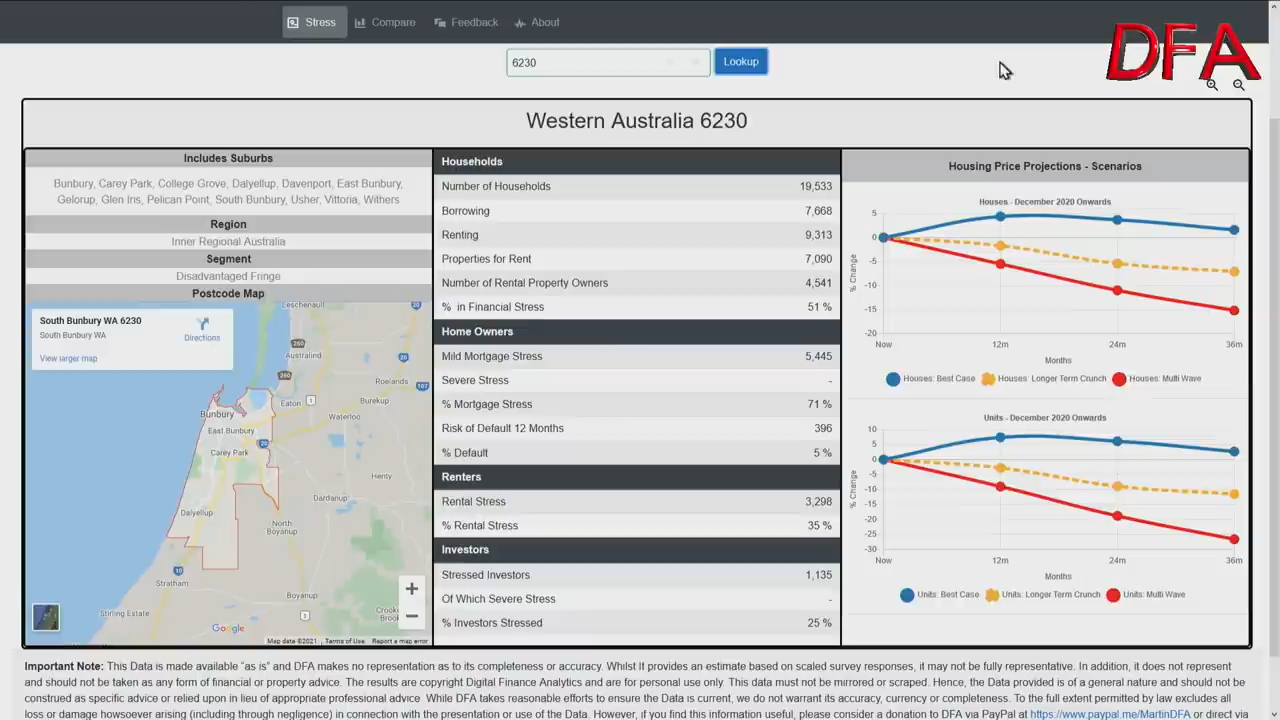 Stress
Compare
Feedback
About
DFA
6230
Lookup
Western Australia 6230
Includes Suburbs
Bunbury, Carey Park, College Grove, Dalyellup, Davenport, East Bunbury,
Gelorup, Glen Iris, Pelican Point, South Bunbury, Usher, Vittoria, Withers
Region
Inner Regional Australia
Segment
Disadvantaged Fringe
Postcode Map
South Bunbury WA 6230
South Bunbury WA
Directions
View larger map
Leschenault
20
260
Australind
20
Roelands
107
260
Burekup
Eaton
1
Bunbury
Waterloo
East Bunbury
20
Carey Park
Henty
Dardanup
Dalyellup
North
Boyanup
10
Stratham
Stirling Estate
1
Google
Map data ©2021
Terms of Use
Report a map error
Households
Number of Households 19,533
Borrowing 7,668
Renting 9,313
Properties for Rent 7,090
Number of Rental Property Owners 4,541
% in Financial Stress 51 %
Home Owners
Mild Mortgage Stress 5,445
Severe Stress -
% Mortgage Stress 71 %
Risk of Default 12 Months 396
% Default 5 %
Renters
Rental Stress 3,298
% Rental Stress 35 %
Investors
Stressed Investors 1,135
Of Which Severe Stress -
% Investors Stressed 25 %
Housing Price Projections - Scenarios
Houses - December 2020 Onwards
5
0
-5
-10
-15
-20
% Change
Now 12m 24m 36m
Months
Houses: Best Case Houses: Longer Term Crunch Houses: Multi Wave
Units - December 2020 Onwards
10
5
0
-5
-10
-15
-20
-25
-30
% Change
Now 12m 24m 36m
Months
Units: Best Case Units: Longer Term Crunch Units: Multi Wave
Important Note: This Data is made available "as is" and DFA makes no representation as to its completeness or accuracy. Whilst It provides an estimate based on scaled survey responses, it may not be fully representative. In addition, it does not represent
and should not be taken as any form of financial or property advice. The results are copyright Digital Finance Analytics and are for personal use only. This data must not be mirrored or scraped. Hence, the Data provided is of a general nature and should not be
construed as specific advice or relied upon in lieu of appropriate professional advice. While DFA takes reasonable efforts to ensure the Data is current, we do not warrant its accuracy, currency or completeness. To the full extent permitted by law excludes all
loss or damage howsoever arising (including through negligence) in connection with the presentation or use of the Data. However, if you find this information useful, please consider a donation to DFA via PayPal at https://www.paypal.me/MartinDFA or direct via